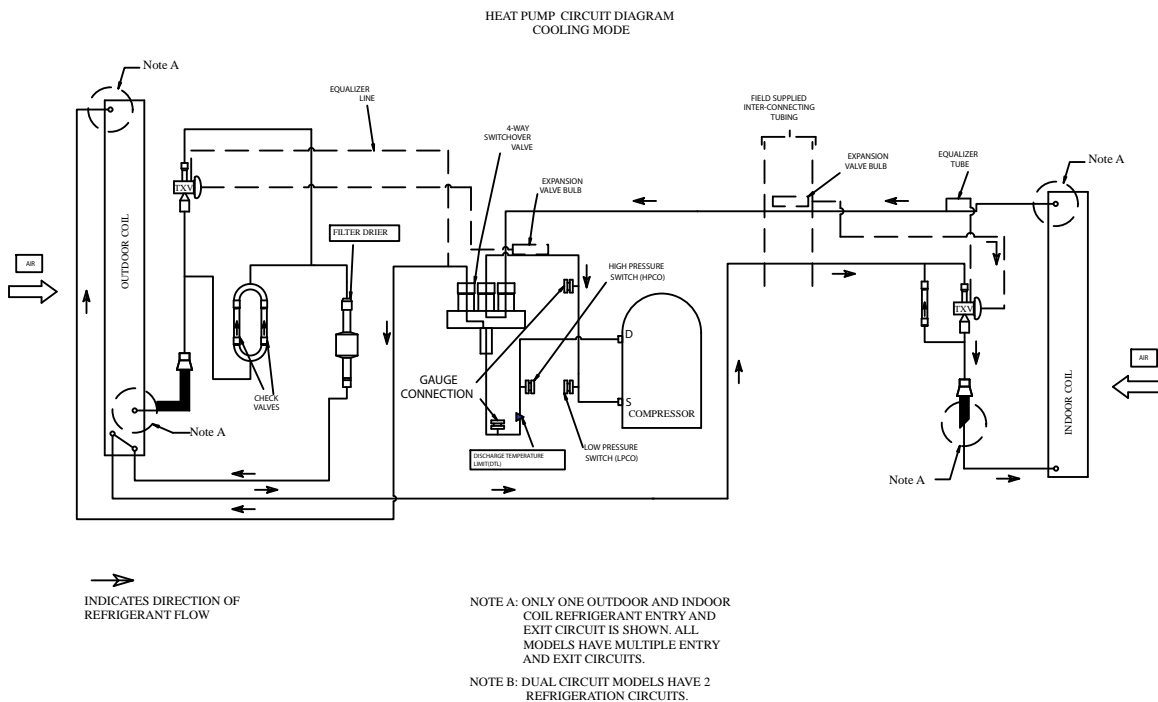 HEAT PUMP CIRCUIT DIAGRAM
COOLING MODE
Note A
EQUALIZER
LINE
4-WAY
SWITCHOVER
VALVE
FIELD SUPPLIED
INTER-CONNECTING
TUBING
EXPANSION
VALVE BULB
EXPANSION
VALVE BULB
EQUALIZER
TUBE
Note A
TXV
OUTDOOR COIL
FILTER DRIER
AIR
HIGH PRESSURE
SWITCH (HPCO)
TXV
D
GAUGE
CONNECTION
CHECK
VALVES
S
COMPRESSOR
AIR
INDOOR COIL
Note A
DISCHARGE TEMPERATURE
LIMIT(DTL)
LOW PRESSURE
SWITCH (LPCO)
Note A
INDICATES DIRECTION OF
REFRIGERANT FLOW
NOTE A: ONLY ONE OUTDOOR AND INDOOR
COIL REFRIGERANT ENTRY AND
EXIT CIRCUIT IS SHOWN. ALL
MODELS HAVE MULTIPLE ENTRY
AND EXIT CIRCUITS.
NOTE B: DUAL CIRCUIT MODELS HAVE 2
REFRIGERATION CIRCUITS.